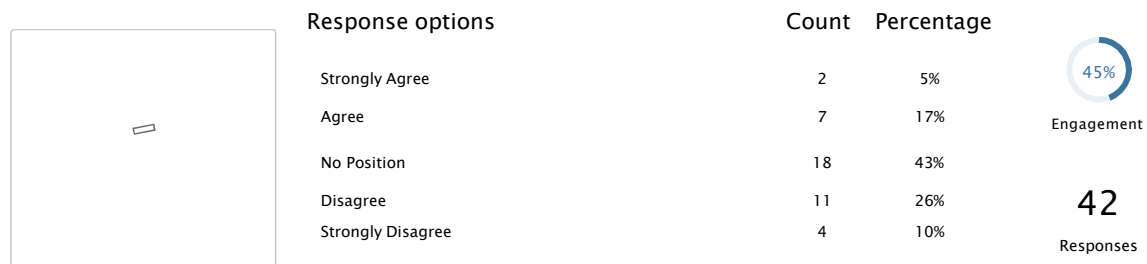 Response options Count Percentage
Strongly Agree 2 5%
Agree 7 17%
No Position 18 43%
Disagree 11 26%
Strongly Disagree 4 10%
45%
Engagement
42
Responses